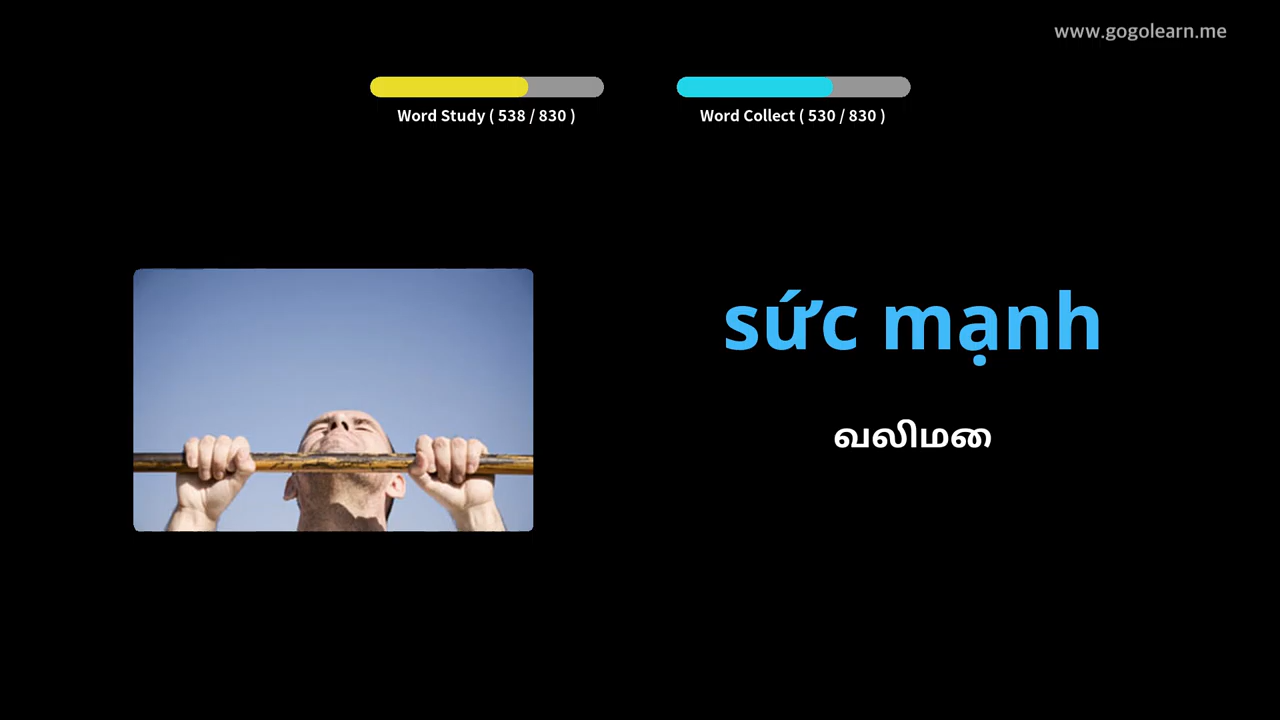 www.gogolearn.me
Word Study ( 538 / 830 )
Word Collect ( 530 / 830 )
sức mạnh
வலிமை